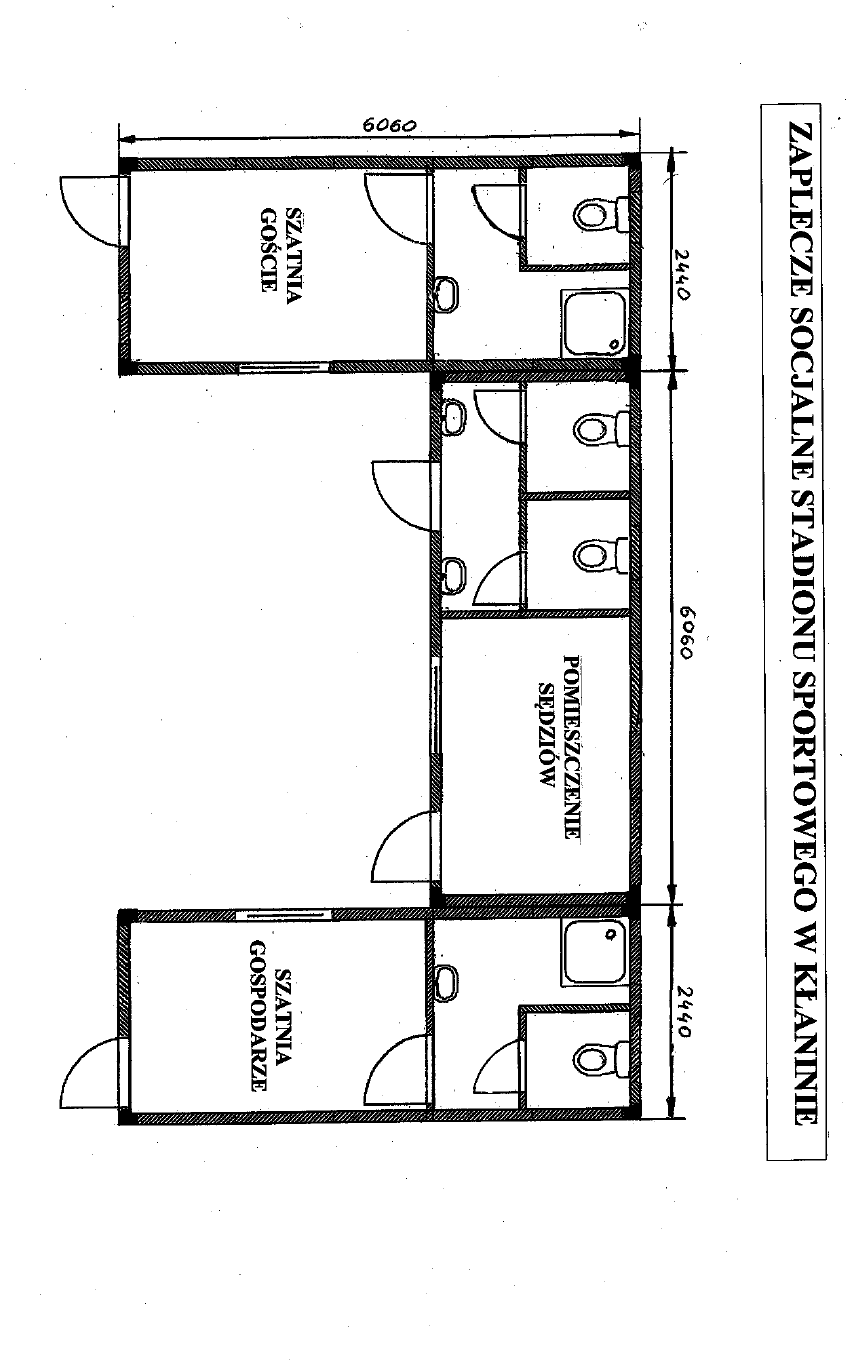 ZAPLECZE SOCJALNE STADIONU SPORTOWEGO W KŁANINIE
2440
6060
2440
6060
POMIESZCZENIE
SĘDZIÓW
SZATNIA
GOŚCIE
SZATNIA
GOSPODARZE